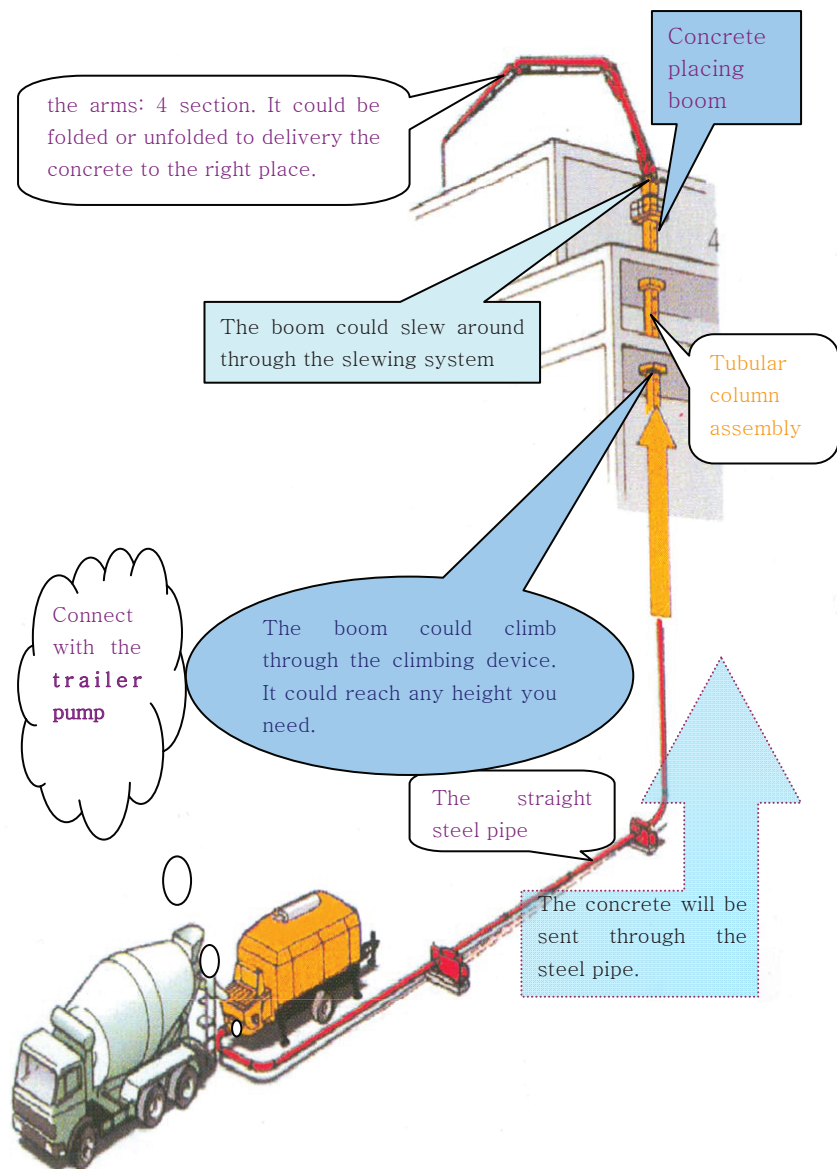 Concrete
placing
boom
the arms: 4 section. It could be
folded or unfolded to delivery the
concrete to the right place.
4
The boom could slew around
through the slewing system
Tubular
column
assembly
Connect
with the
trailer
pump
The boom could climb
through the climbing device.
It could reach any height you
need.
The straight
steel pipe
The concrete will be
sent through the
steel pipe.